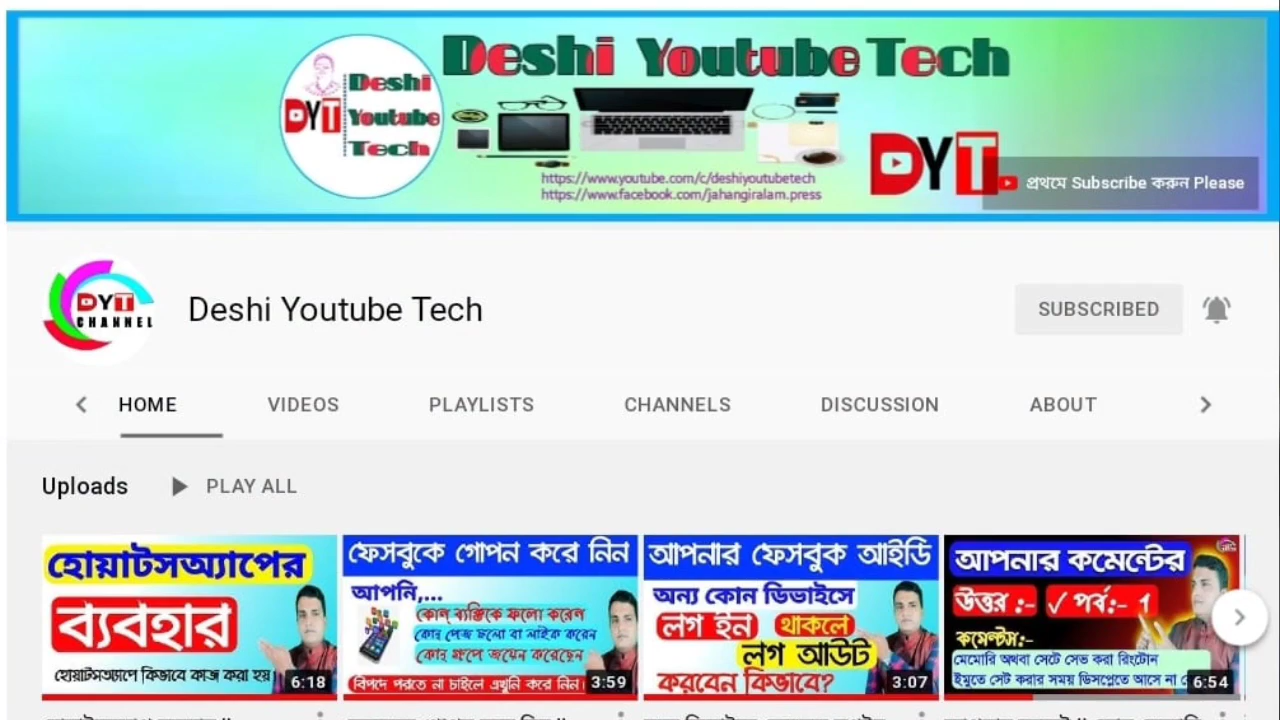 Deshi Youtube Tech
Deshi
DYT Youtube
Tech
https://www.youtube.com/c/deshiyoutubetech
https://www.facebook.com/jahangiralam.press
DYT
প্রথমে Subscribe করুন Please
DYT
CHANNEL
Deshi Youtube Tech
SUBSCRIBED
HOME VIDEOS PLAYLISTS CHANNELS DISCUSSION ABOUT
Uploads PLAY ALL
হোয়াটসঅ্যাপের
ব্যবহার
হোয়াটসঅ্যাপে কিভাবে কাজ করা হয়
6:18
ফেসবুকে গোপন করে নিন
আপনি,...
কোন ব্যক্তিকে ফলো করেন
কোন পেজ ফলো বা লাইক করেন
কোন গ্রুপে জয়েন করেছেন
বিপদে পরতে না চাইলে এখুনি করে নিন।
3:59
আপনার ফেসবুক আইডি
অন্য কোন ডিভাইসে
লগ ইন থাকলে
লগ আউট
করবেন কিভাবে?
3:07
আপনার কমেন্টের
উত্তর :- ✓ পর্ব:- 1
কমেন্টস:-
মেমোরি অথবা সেটে সেভ করা রিংটোন
ইমুতে সেট করার সময় ডিসপ্লেতে আসে না
6:54